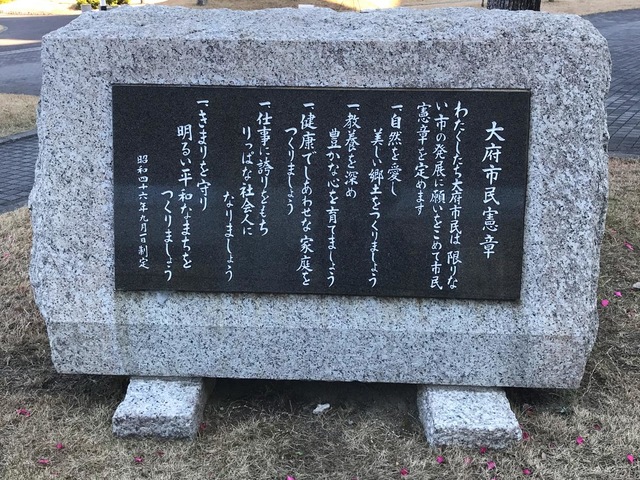 大府市民憲章
わたくしたち大府市民は限りな
い市の発展に願いをこめて市民
憲章を定めます
一自然を愛し
美しい郷土をつくりましょう
一教養を深め
豊かな心を育てましょう
一健康でしあわせな家庭を
つくりましょう
一仕事に誇りをもち
りっぱな社会人に
なりましょう
一きまりを守り
明るい平和なまちを
つくりましょう
昭和四十六年九月一日制定